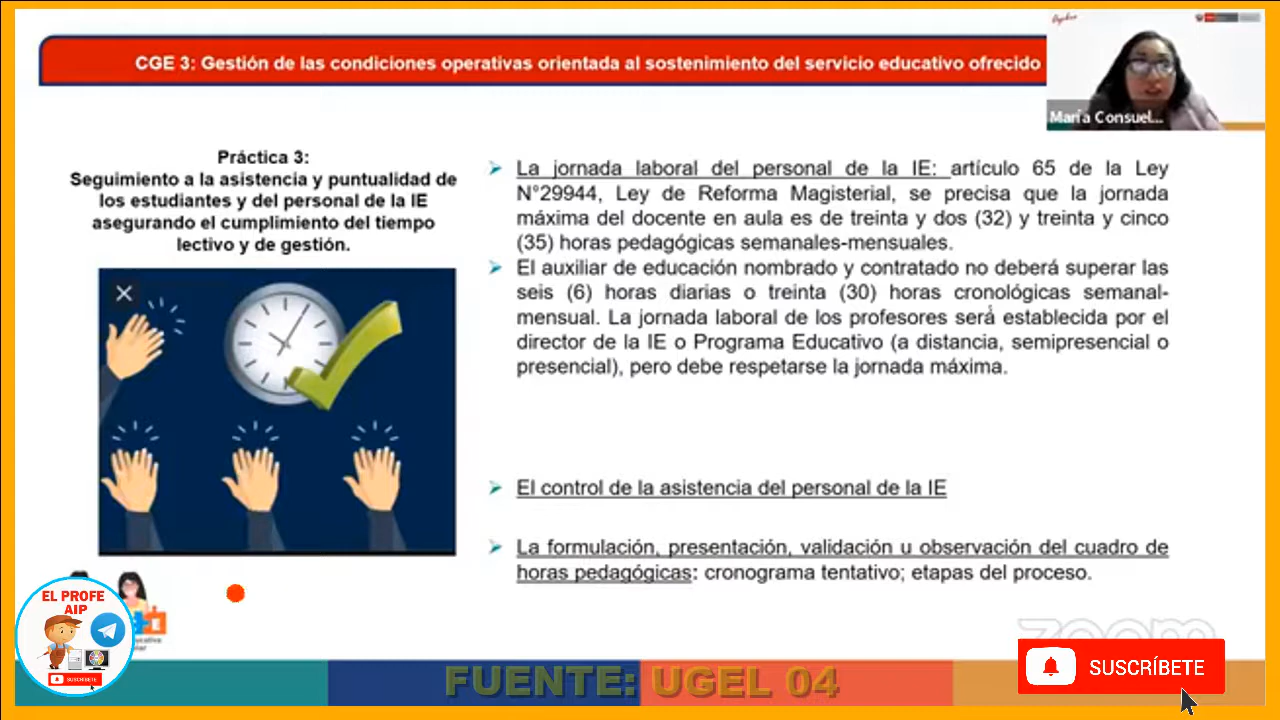 CGE 3: Gestión de las condiciones operativas orientada al sostenimiento del servicio educativo ofrecido
María Consuel...
Práctica 3:
Seguimiento a la asistencia y puntualidad de
los estudiantes y del personal de la IE
asegurando el cumplimiento del tiempo
lectivo y de gestión.
La jornada laboral del personal de la IE: artículo 65 de la Ley
N°29944, Ley de Reforma Magisterial, se precisa que la jornada
máxima del docente en aula es de treinta y dos (32) y treinta y cinco
(35) horas pedagógicas semanales-mensuales.
El auxiliar de educación nombrado y contratado no deberá superar las
seis (6) horas diarias o treinta (30) horas cronológicas semanal-
mensual. La jornada laboral de los profesores será establecida por el
director de la IE o Programa Educativo (a distancia, semipresencial o
presencial), pero debe respetarse la jornada máxima.
El control de la asistencia del personal de la IE
La formulación, presentación, validación u observación del cuadro de
horas pedagógicas: cronograma tentativo; etapas del proceso.
EL PROFE
AIP
SUSCRÍBETE
zoom
SUSCRÍBETE
FUENTE: UGEL 04